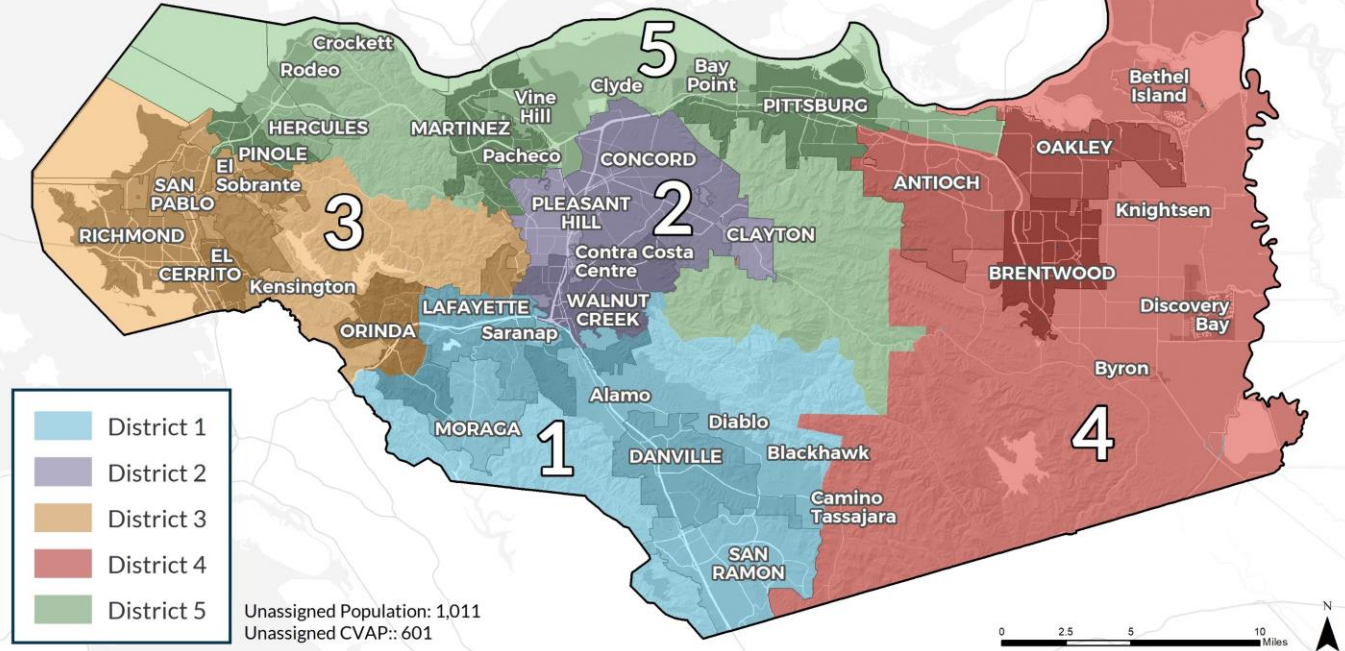 5
Crockett
Rodeo
Bay
Point
Clyde
Bethel
Island
Vine
Hill
PITTSBURG
HERCULES
MARTINEZ
OAKLEY
PINOLE
Pacheco
CONCORD
El
Sobrante
ANTIOCH
SAN
PABLO
2
PLEASANT
HILL
3
Knightsen
RICHMOND
CLAYTON
EL
CERRITO
Contra Costa
Centre
BRENTWOOD
Kensington
LAFAYETTE
WALNUT
CREEK
Discovery
Bay
ORINDA
Saranap
Byron
Alamo
Diablo
MORAGA
1
4
DANVILLE
Blackhawk
Camino
Tassajara
SAN
RAMON
District 1
District 2
District 3
District 4
District 5
Unassigned Population: 1,011
Unassigned CVAP:: 601
N
0 2.5 5 10
Miles